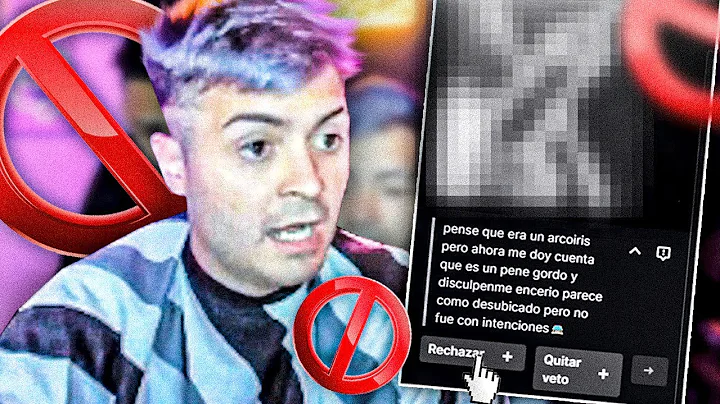 pense que era un arcoiris
pero ahora me doy cuenta
que es un pene gordo y
disculpenme encerio parece
como desubicado pero no
fue con intenciones
Rechazar +
Quitar
veto +